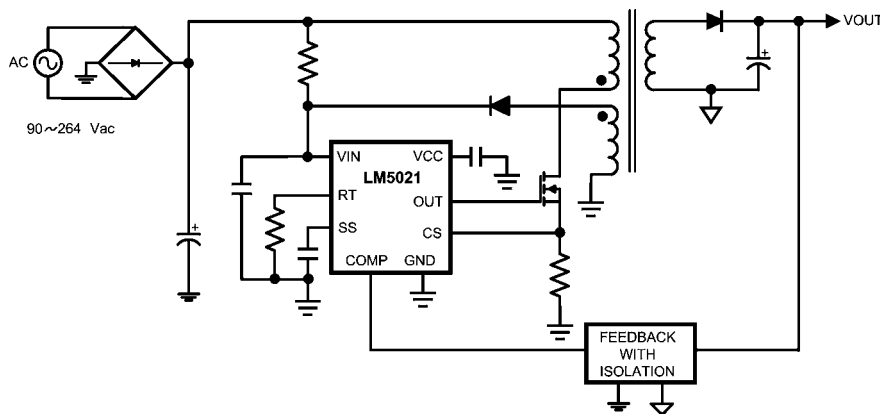 VOUT
AC
90~264 Vac
VIN
VCC
LM5021
RT
OUT
SS
CS
COMP
GND
FEEDBACK
WITH
ISOLATION